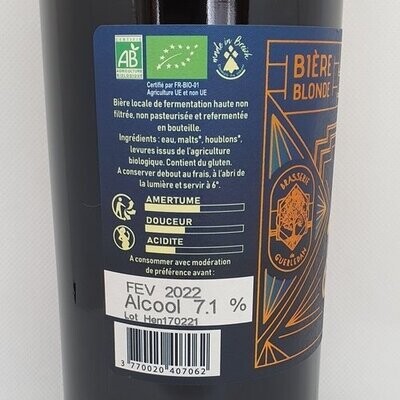 CERTIFIÉ
AB
AGRICULTURE
BIOLOGIQUE
made in Breizh
Certifié par FR-BIO-01
Agriculture UE et non UE
Bière locale de fermentation haute non
filtrée, non pasteurisée et refermentée
en bouteille.
Ingrédients : eau, malts*, houblons*,
levures issus de l'agriculture
biologique. Contient du gluten.
A conserver debout au frais, à l'abri de
la lumière et servir à 6°.
AMERTUME
DOUCEUR
ACIDITE
A consommer avec modération
de préférence avant :
FEV 2022
Alcool 7.1 %
Lot Hen170221
3 770020 407062
BIÈRE
BLONDE
BRASSERIE
de
GUERLÉDAN